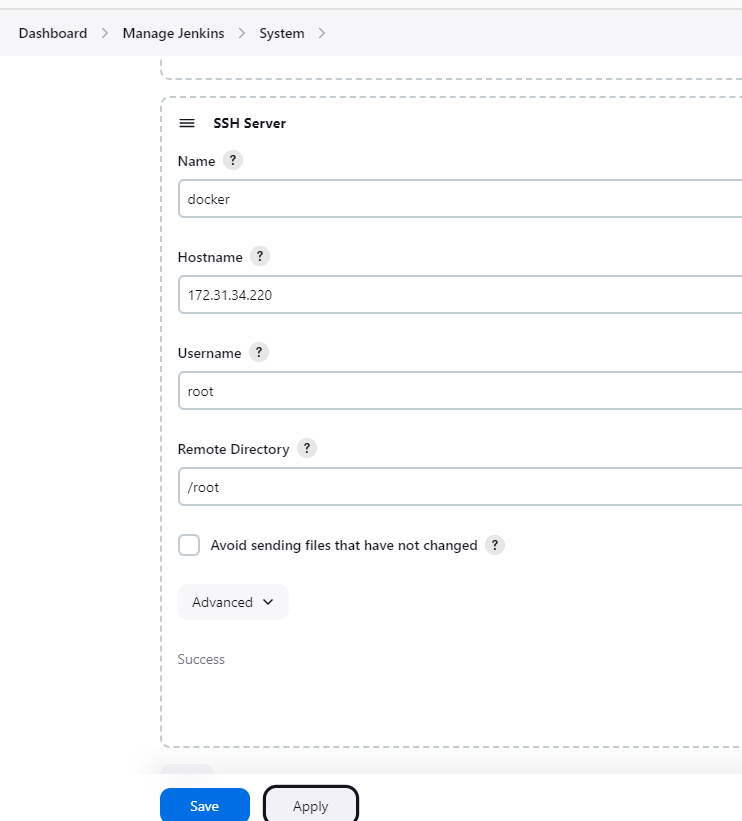 Dashboard > Manage Jenkins > System >
SSH Server
Name ?
docker
Hostname ?
172.31.34.220
Username ?
root
Remote Directory ?
/root
Avoid sending files that have not changed ?
Advanced
Success
Save Apply